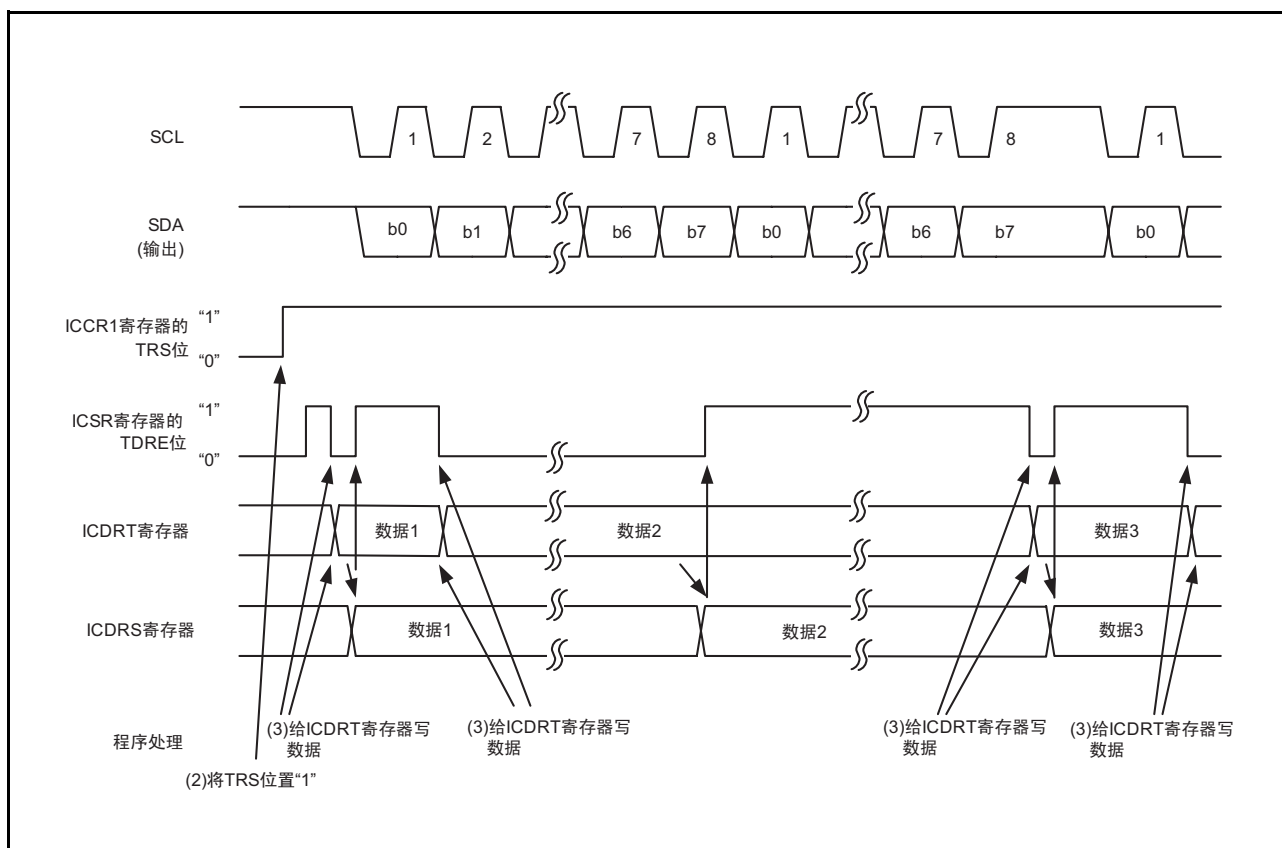 SCL
1 2 7 8 1 7 8 1
SDA
(输出)
b0 b1 b6 b7 b0 b6 b7 b0
ICCR1寄存器的
TRS位
“1”
“0”
ICSR寄存器的
TDRE位
“1”
“0”
ICDRT寄存器
数据1 数据2 数据3
ICDRS寄存器
数据1 数据2 数据3
程序处理
(3)给ICDRT寄存器写
数据
(3)给ICDRT寄存器写
数据
(3)给ICDRT寄存器写
数据
(3)给ICDRT寄存器写
数据
(2)将TRS位置“1”